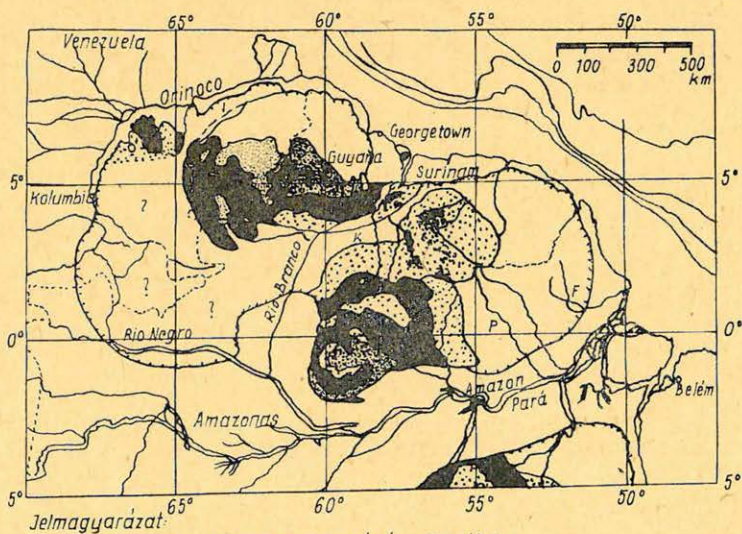 65° 60° 55° 50°
Venezuela
0 100 300 500
km
Orinoco
Georgetown
Guyana
Surinam
5° 5°
Kolumbia
?
K
Rio Branco
? ?
F
P
Rio Negro
0° 0°
Amazon
Belém
Pará
Amazonas
5° 65° 60° 55° 50° 5°
Jelmagyarázat: